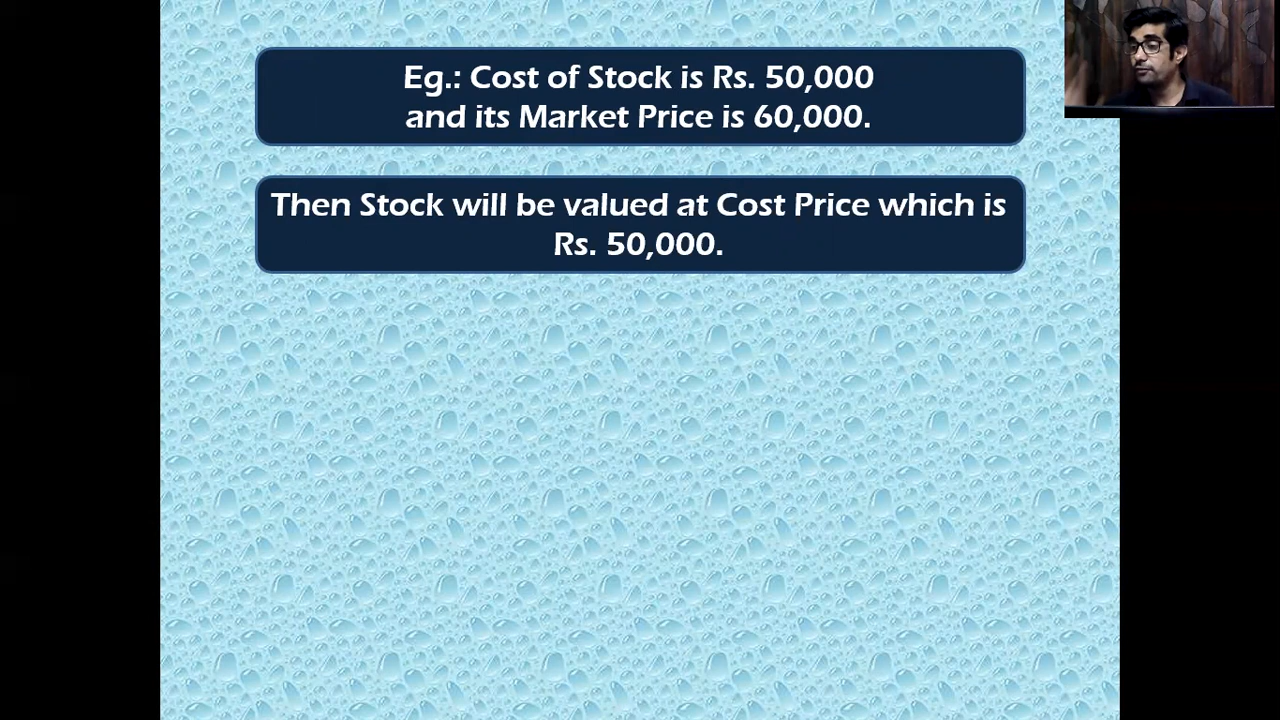 Eg.: Cost of Stock is Rs. 50,000
and its Market Price is 60,000.
Then Stock will be valued at Cost Price which is
Rs. 50,000.